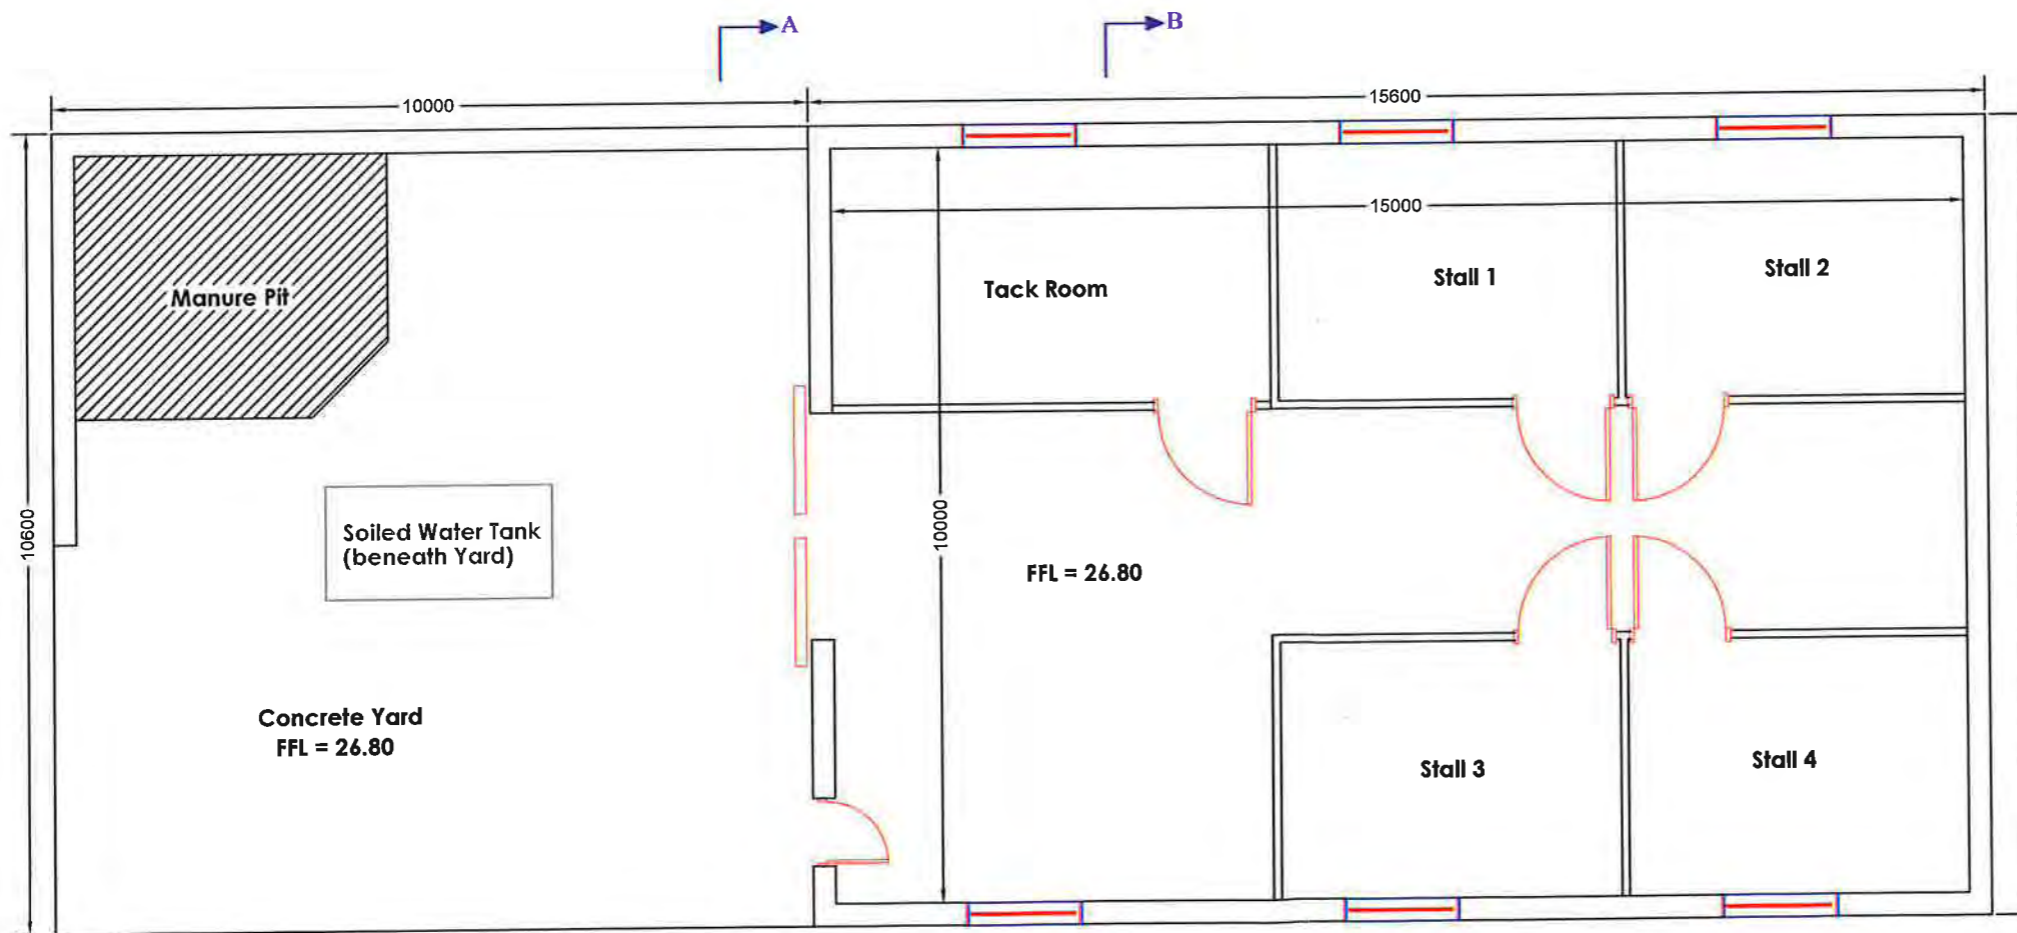 A
B
10000
15600
15000
Manure Pit
Tack Room
Stall 1
Stall 2
10600
Soiled Water Tank
(beneath Yard)
10000
FFL = 26.80
Concrete Yard
FFL = 26.80
Stall 3
Stall 4